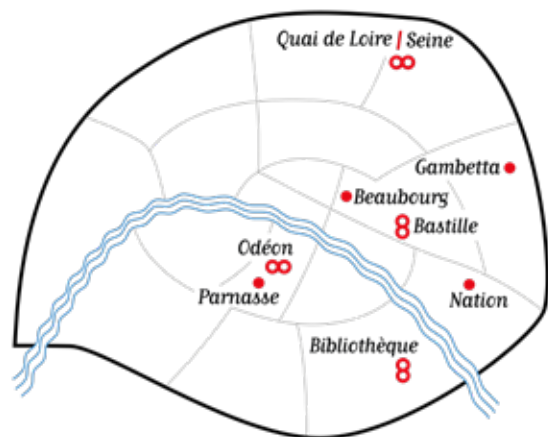 Quai de Loire | Seine
Gambetta
Beaubourg
Bastille
Odéon
Parnasse
Nation
Bibliothèque